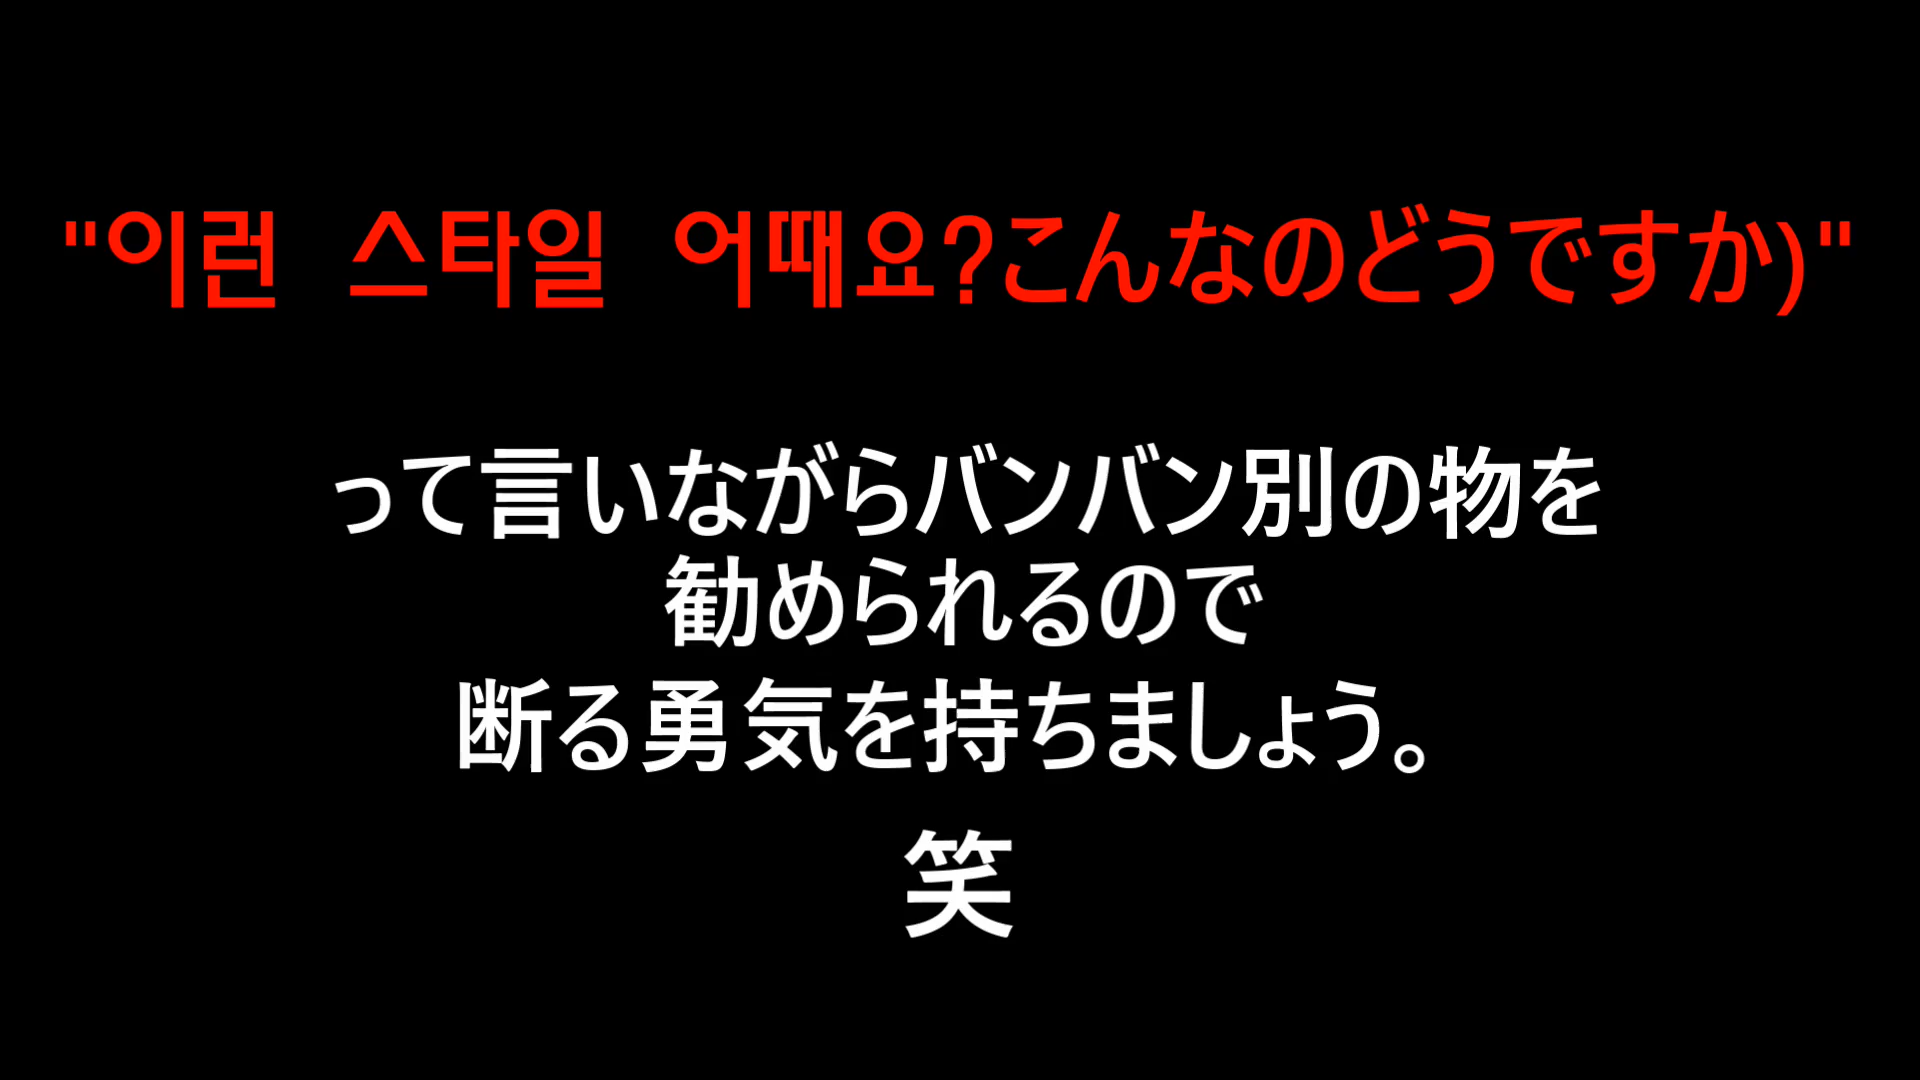 "이런 스타일 어때요?こんなのどうですか)"
って言いながらバンバン別の物を
勧められるので
断る勇気を持ちましょう。
笑